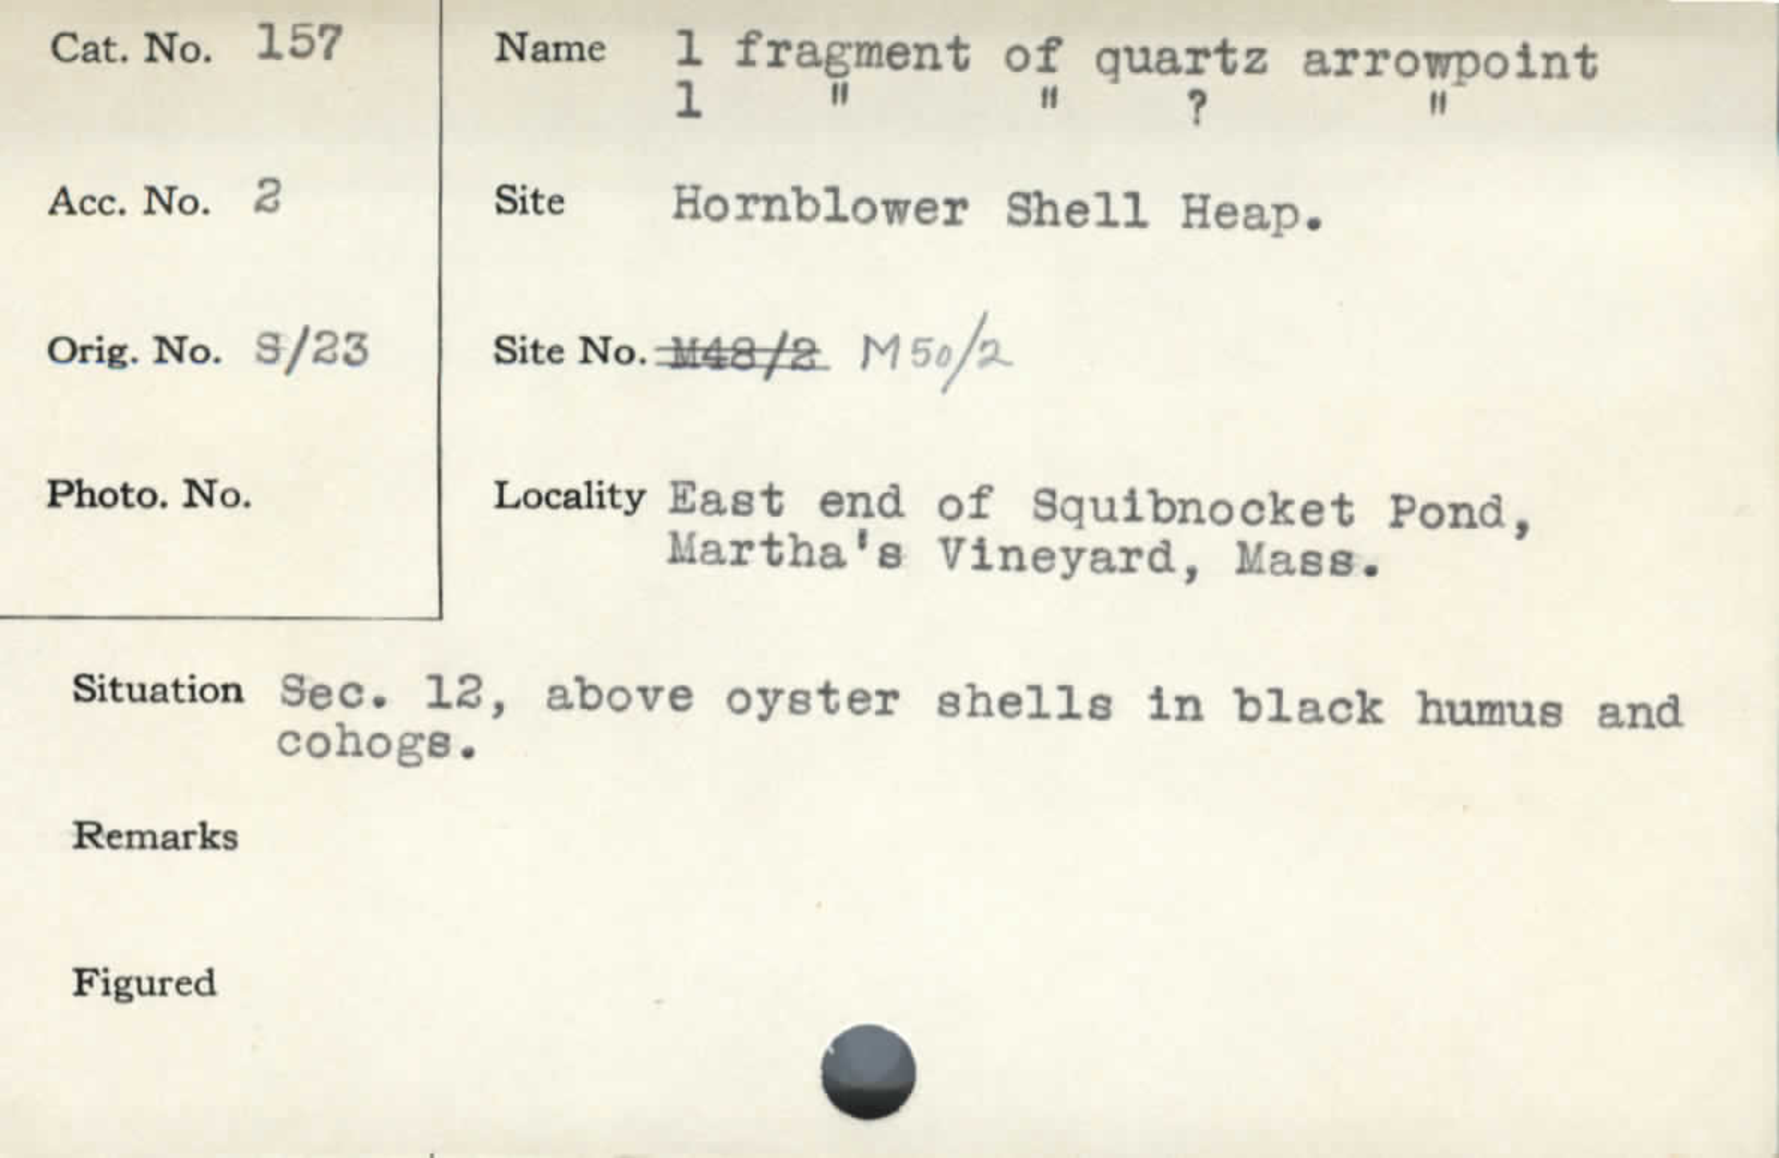 Cat. No. 157
Name 1 fragment of quartz arrowpoint
1 " " ? "
Acc. No. 2
Site Hornblower Shell Heap.
Orig. No. S/23
Site No. M48/2 M50/2
Photo. No.
Locality East end of Squibnocket Pond,
Martha's Vineyard, Mass.
Situation Sec. 12, above oyster shells in black humus and
cohogs.
Remarks
Figured